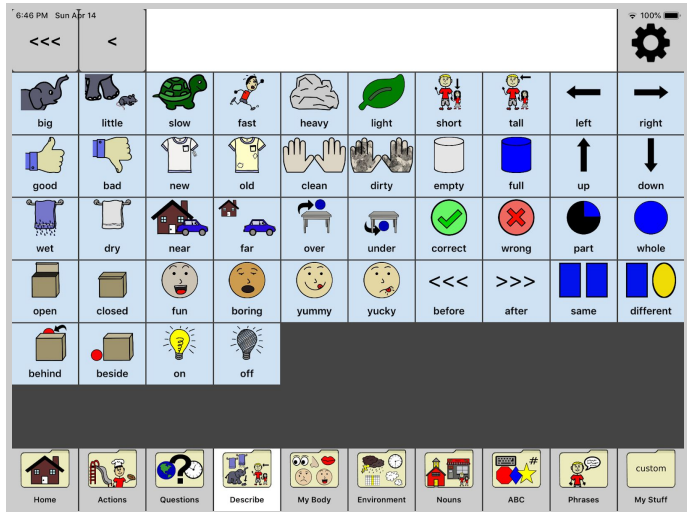 6:46 PM Sun Apr 14 100%
<<< <
big little slow fast heavy light short tall left right
good bad new old clean dirty empty full up down
wet dry near far over under correct wrong part whole
<<< >>>
open closed fun boring yummy yucky before after same different
behind beside on off
?
#
custom
Home Actions Questions Describe My Body Environment Nouns ABC Phrases My Stuff